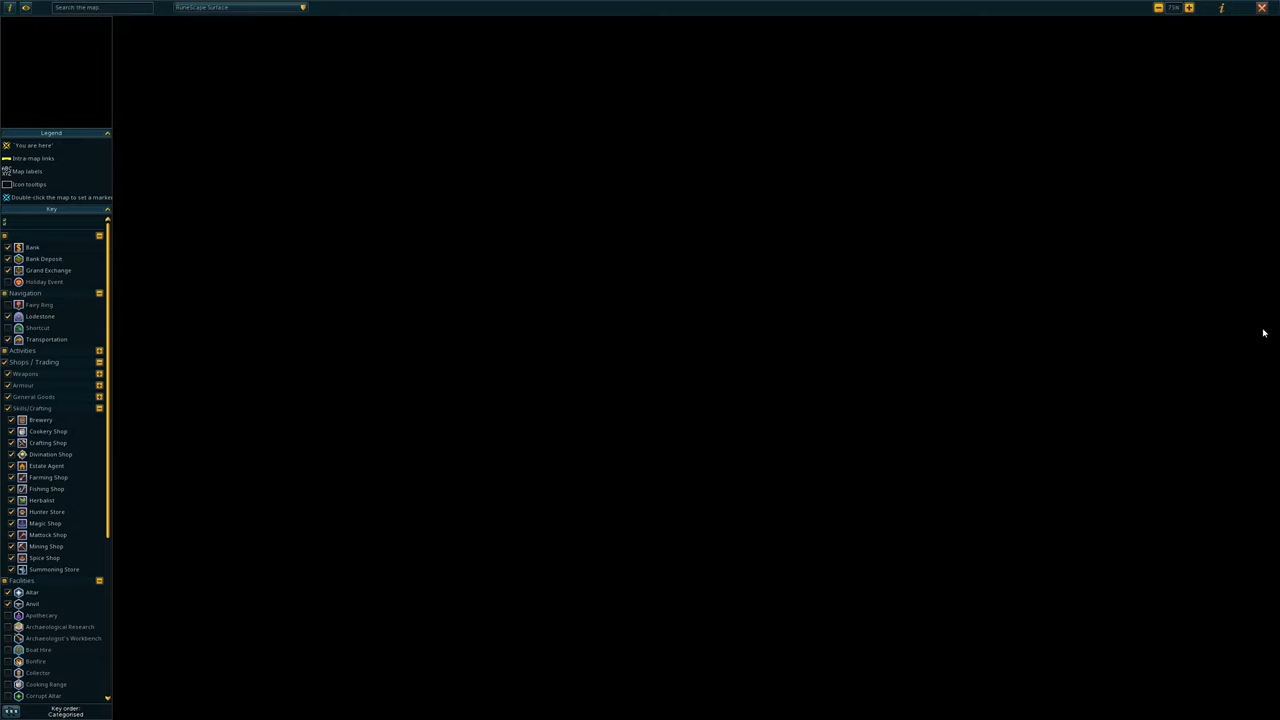 Search the map...
RuneScape Surface
75%
Legend
'You are here'
Intra-map links
ABC
XYZ
Map labels
Icon tooltips
Double-click the map to set a marker
Key
Bank
Bank Deposit
Grand Exchange
Holiday Event
Navigation
Fairy Ring
Lodestone
Shortcut
Transportation
Activities
Shops / Trading
Weapons
Armour
General Goods
Skills/Crafting
Brewery
Cookery Shop
Crafting Shop
Divination Shop
Estate Agent
Farming Shop
Fishing Shop
Herbalist
Hunter Store
Magic Shop
Mattock Shop
Mining Shop
Spice Shop
Summoning Store
Facilities
Altar
Anvil
Apothecary
Archaeological Research
Archaeologist's Workbench
Boat Hire
Bonfire
Collector
Cooking Range
Corrupt Altar
Key order:
Categorised